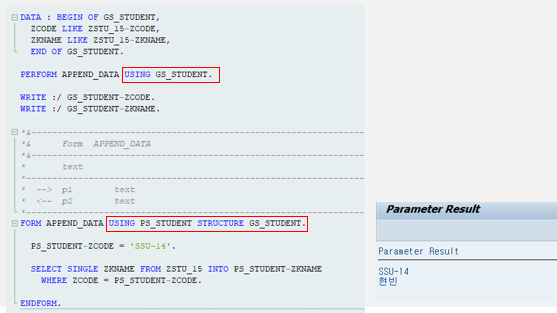 DATA : BEGIN OF GS_STUDENT,
ZCODE LIKE ZSTU_15-ZCODE,
ZKNAME LIKE ZSTU_15-ZKNAME,
END OF GS_STUDENT.
PERFORM APPEND_DATA USING GS_STUDENT.
WRITE :/ GS_STUDENT-ZCODE.
WRITE :/ GS_STUDENT-ZKNAME.
*&---------------------------------------------------------------------
*&      Form  APPEND_DATA
*&---------------------------------------------------------------------
*       text
*----------------------------------------------------------------------
*  -->  p1        text
*  <--  p2        text
*----------------------------------------------------------------------
FORM APPEND_DATA USING PS_STUDENT STRUCTURE GS_STUDENT.
PS_STUDENT-ZCODE = 'SSU-14'.
SELECT SINGLE ZKNAME FROM ZSTU_15 INTO PS_STUDENT-ZKNAME
WHERE ZCODE = PS_STUDENT-ZCODE.
ENDFORM.
Parameter Result
Parameter Result
SSU-14
현빈